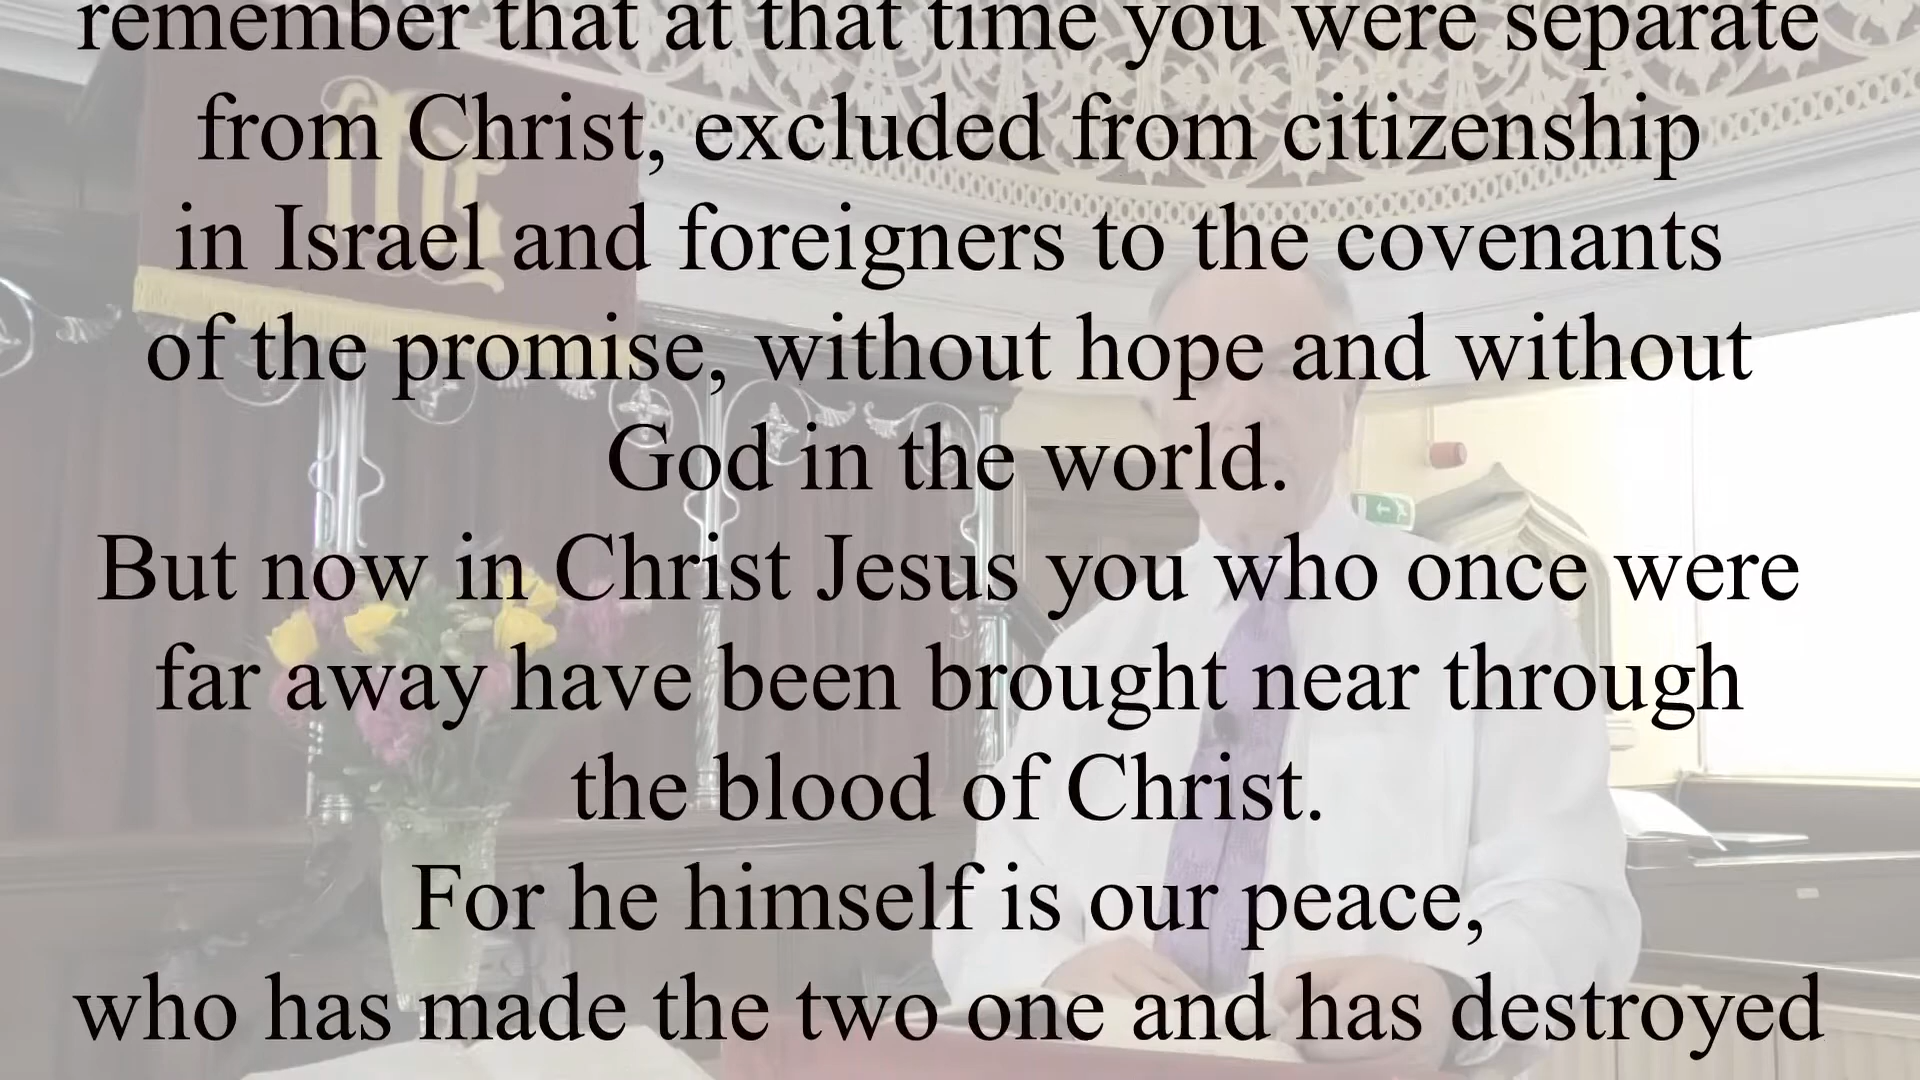 remember that at that time you were separate
from Christ, excluded from citizenship
in Israel and foreigners to the covenants
of the promise, without hope and without
God in the world.
But now in Christ Jesus you who once were
far away have been brought near through
the blood of Christ.
For he himself is our peace,
who has made the two one and has destroyed